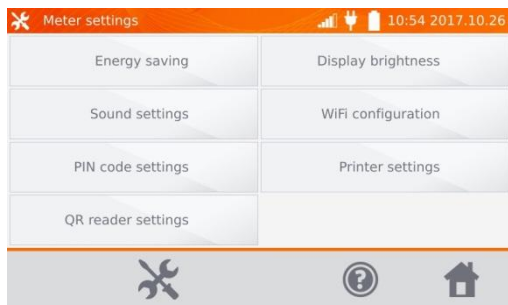 Meter settings 10:54 2017.10.26
Energy saving Display brightness
Sound settings WiFi configuration
PIN code settings Printer settings
QR reader settings
?